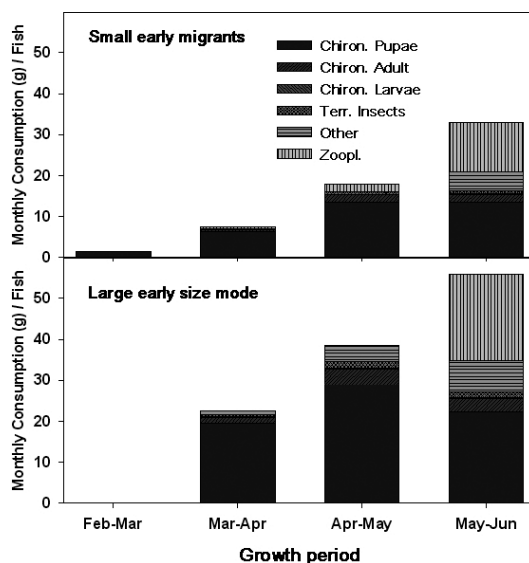 Small early migrants
Chiron. Pupae
Chiron. Adult
Chiron. Larvae
Terr. Insects
Other
Zoopl.
Monthly Consumption (g) / Fish
50
40
30
20
10
0
Large early size mode
Monthly Consumption (g) / Fish
50
40
30
20
10
0
Feb-Mar
Mar-Apr
Apr-May
May-Jun
Growth period